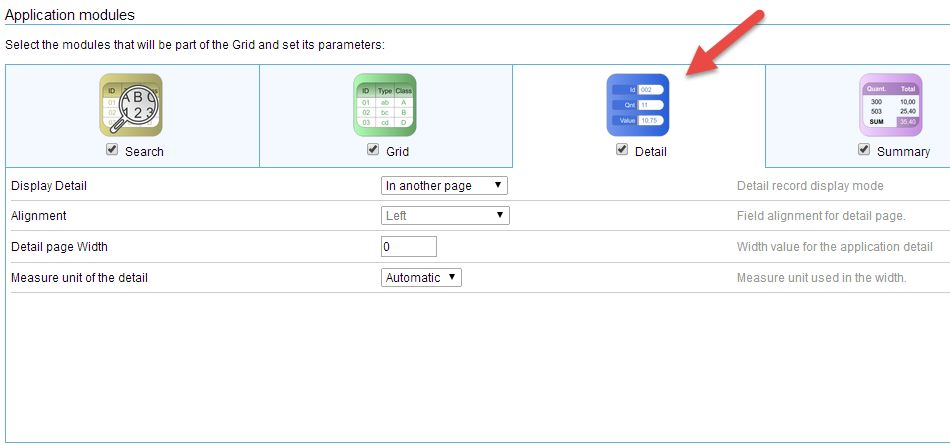 Application modules
Select the modules that will be part of the Grid and set its parameters:
ID Type Class
01
02
ABC
123
ID Type Class
01 ab A
02 bc B
03 cd D
Id 002
Qnt 11
Value 10,75
Quant. Total
300 10,00
503 25,40
SUM 35,40
Search
Grid
Detail
Summary
Display Detail In another page Detail record display mode
Alignment Left Field alignment for detail page.
Detail page Width 0 Width value for the application detail
Measure unit of the detail Automatic Measure unit used in the width.